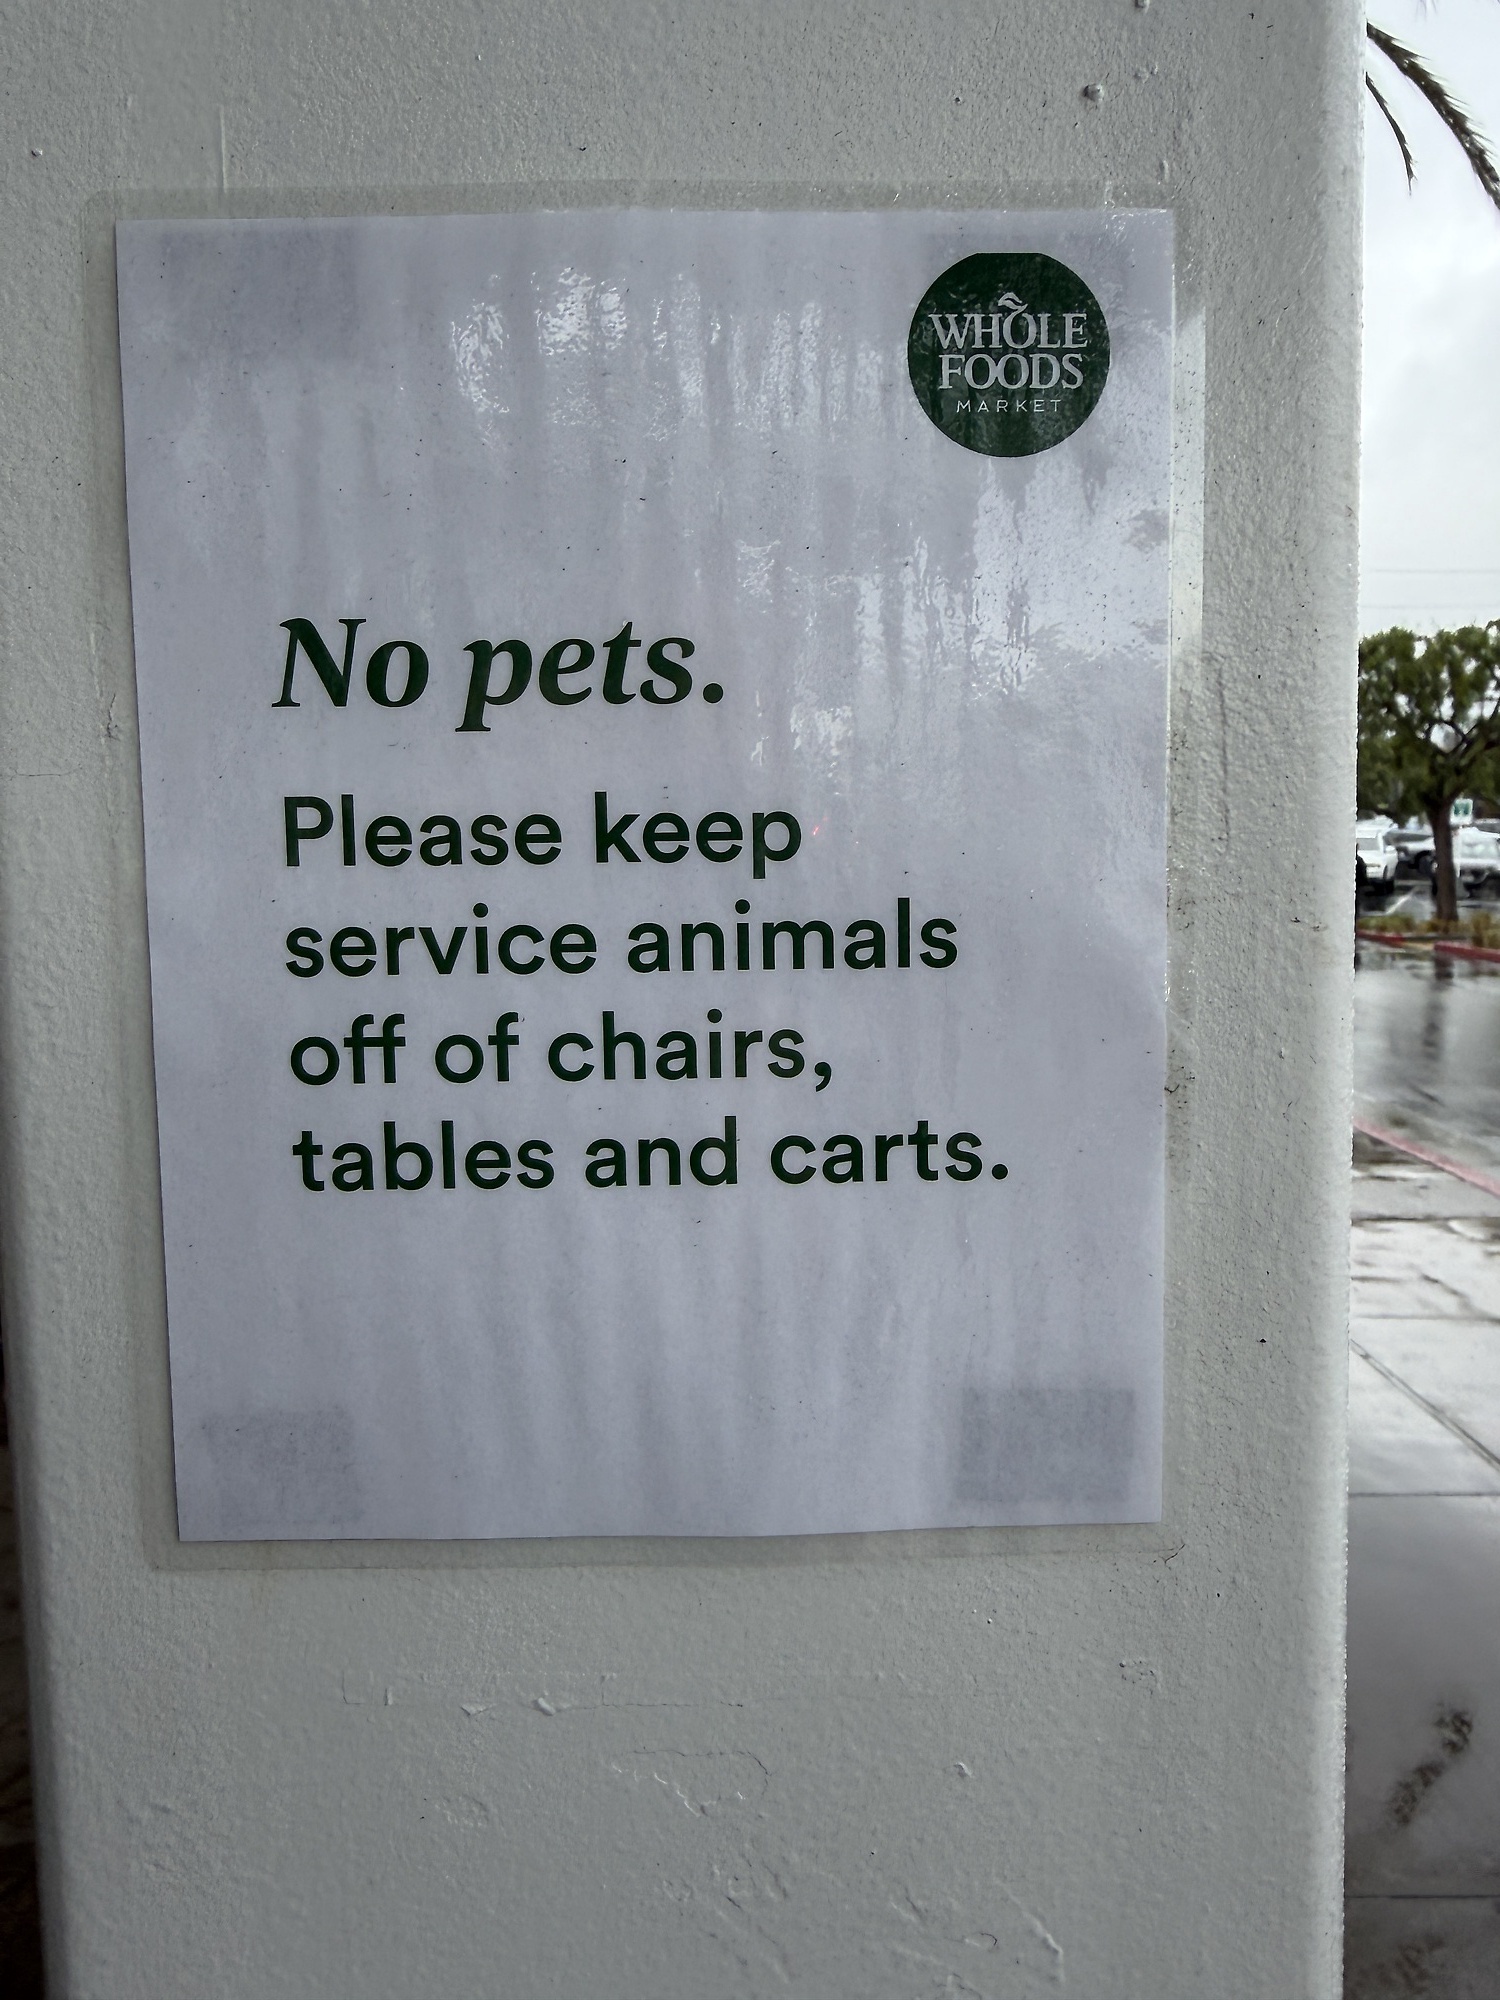 WHOLE
FOODS
MARKET
No pets.
Please keep
service animals
off of chairs,
tables and carts.